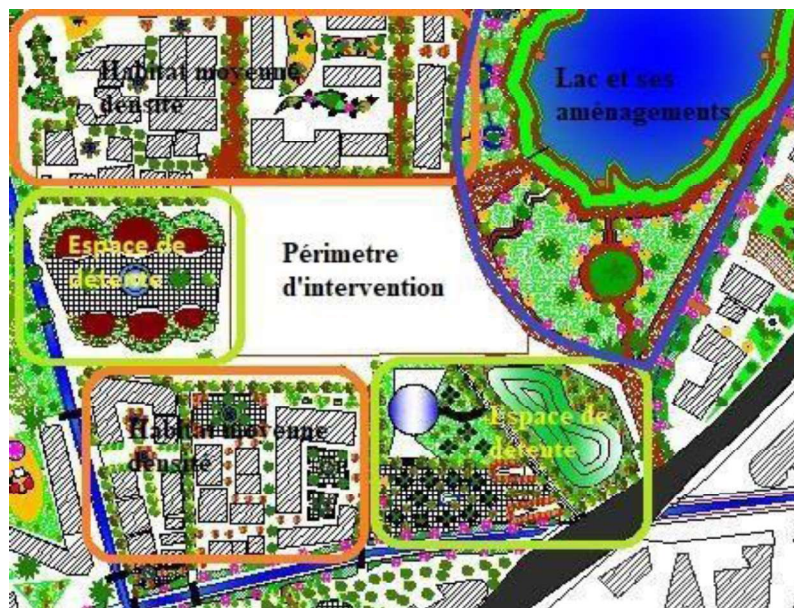 Habitat moyenne
densité
Lac et ses
aménagements
Espace de
détente
Périmetre
d'intervention
Habitat moyenne
densité
Espace de
détente